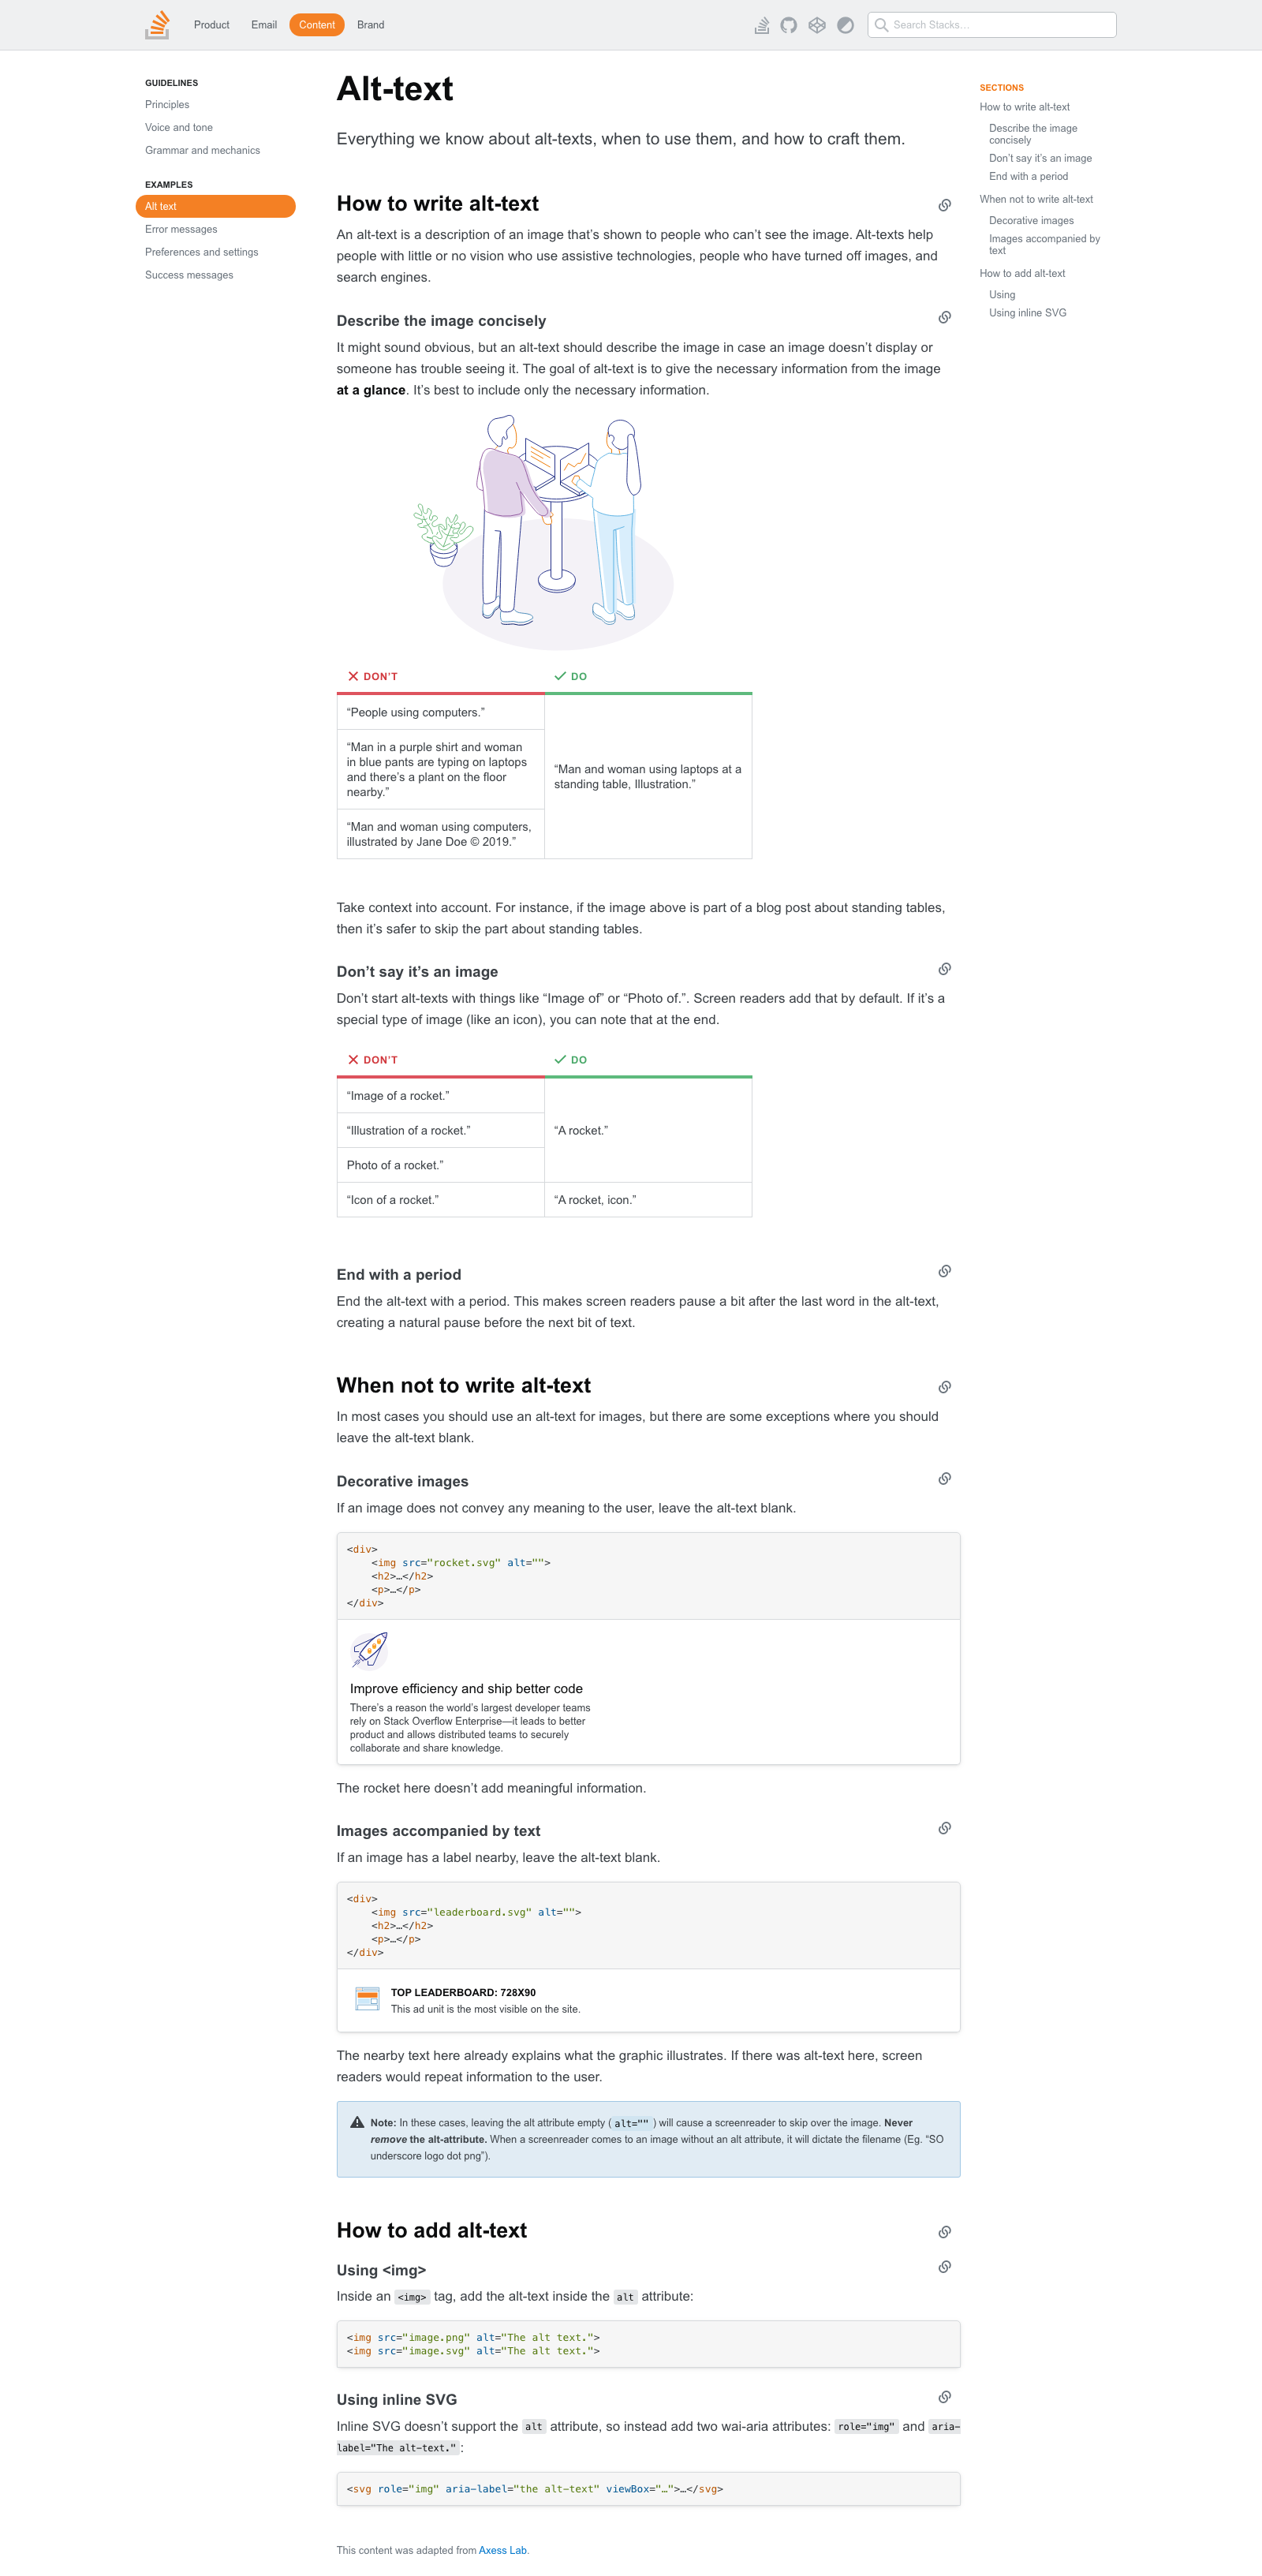 Product Email Content Brand
Search Stacks…
GUIDELINES
Principles
Voice and tone
Grammar and mechanics
EXAMPLES
Alt text
Error messages
Preferences and settings
Success messages
Alt-text
Everything we know about alt-texts, when to use them, and how to craft them.
How to write alt-text
An alt-text is a description of an image that’s shown to people who can’t see the image. Alt-texts help
people with little or no vision who use assistive technologies, people who have turned off images, and
search engines.
Describe the image concisely
It might sound obvious, but an alt-text should describe the image in case an image doesn’t display or
someone has trouble seeing it. The goal of alt-text is to give the necessary information from the image
at a glance. It’s best to include only the necessary information.
DON’T
DO
“People using computers.”
“Man in a purple shirt and woman
in blue pants are typing on laptops
and there’s a plant on the floor
nearby.”
“Man and woman using laptops at a
standing table, Illustration.”
“Man and woman using computers,
illustrated by Jane Doe © 2019.”
Take context into account. For instance, if the image above is part of a blog post about standing tables,
then it’s safer to skip the part about standing tables.
Don’t say it’s an image
Don’t start alt-texts with things like “Image of” or “Photo of.”. Screen readers add that by default. If it’s a
special type of image (like an icon), you can note that at the end.
DON’T
DO
“Image of a rocket.”
“Illustration of a rocket.”
“A rocket.”
Photo of a rocket.”
“Icon of a rocket.”
“A rocket, icon.”
End with a period
End the alt-text with a period. This makes screen readers pause a bit after the last word in the alt-text,
creating a natural pause before the next bit of text.
When not to write alt-text
In most cases you should use an alt-text for images, but there are some exceptions where you should
leave the alt-text blank.
Decorative images
If an image does not convey any meaning to the user, leave the alt-text blank.
<div>
    <img src="rocket.svg" alt="">
    <h2>…</h2>
    <p>…</p>
</div>
Improve efficiency and ship better code
There’s a reason the world’s largest developer teams
rely on Stack Overflow Enterprise—it leads to better
product and allows distributed teams to securely
collaborate and share knowledge.
The rocket here doesn’t add meaningful information.
Images accompanied by text
If an image has a label nearby, leave the alt-text blank.
<div>
    <img src="leaderboard.svg" alt="">
    <h2>…</h2>
    <p>…</p>
</div>
TOP LEADERBOARD: 728X90
This ad unit is the most visible on the site.
The nearby text here already explains what the graphic illustrates. If there was alt-text here, screen
readers would repeat information to the user.
Note: In these cases, leaving the alt attribute empty ( alt="" ) will cause a screenreader to skip over the image. Never
remove the alt-attribute. When a screenreader comes to an image without an alt attribute, it will dictate the filename (Eg. “SO
underscore logo dot png”).
How to add alt-text
Using <img>
Inside an <img> tag, add the alt-text inside the alt attribute:
<img src="image.png" alt="The alt text.">
<img src="image.svg" alt="The alt text.">
Using inline SVG
Inline SVG doesn’t support the alt attribute, so instead add two wai-aria attributes: role="img" and aria-
label="The alt-text." :
<svg role="img" aria-label="the alt-text" viewBox="…">…</svg>
This content was adapted from Axess Lab.
SECTIONS
How to write alt-text
Describe the image
concisely
Don’t say it’s an image
End with a period
When not to write alt-text
Decorative images
Images accompanied by
text
How to add alt-text
Using
Using inline SVG